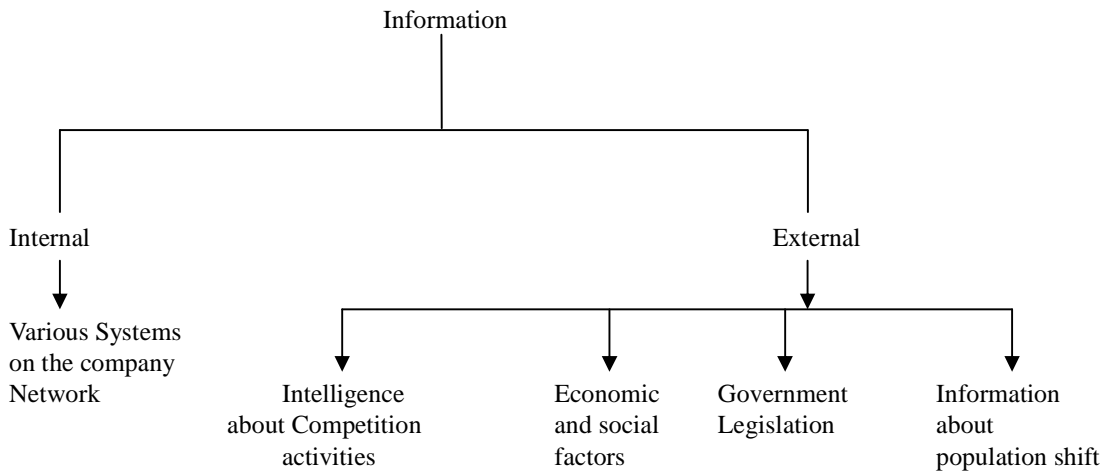 Information
Internal
External
Various Systems
on the company
Network
Intelligence
about Competition
activities
Economic
and social
factors
Government
Legislation
Information
about
population shift